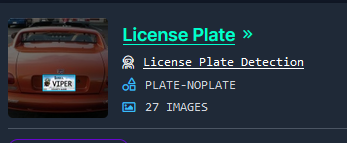 License Plate »
License Plate Detection
PLATE-NOPLATE
27 IMAGES
VIPER